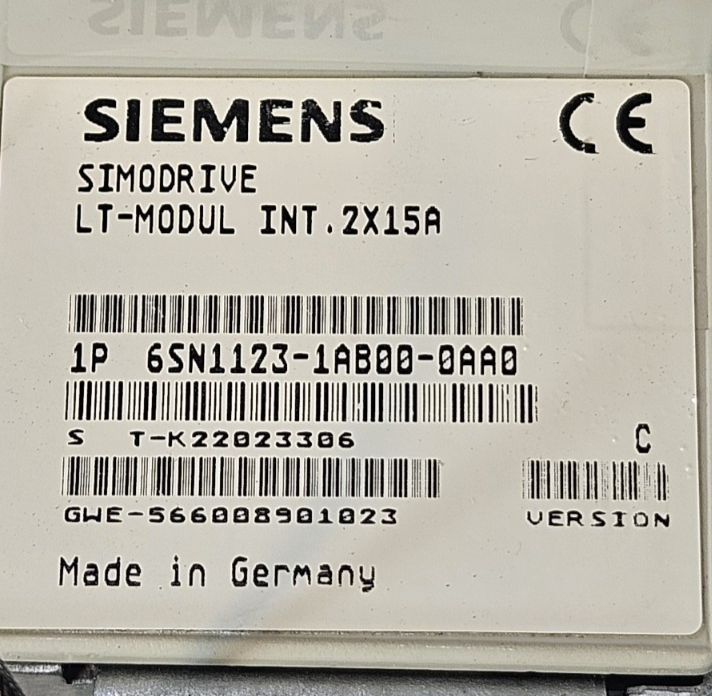 SIEMENS
CE
SIMODRIVE
LT-MODUL INT.2X15A
1P 6SN1123-1AB00-0AA0
S T-K22023306
C
GWE-566008901023
VERSION
Made in Germany